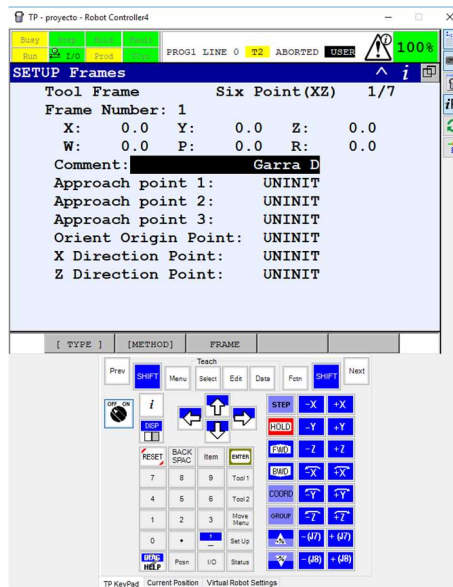 TP - proyecto - Robot Controller4
Busy Step Hold Fault
Run I/O Prod TCyc
PROG1 LINE 0 T2 ABORTED USER 100%
SETUP Frames i
Tool Frame Six Point(XZ) 1/7
Frame Number: 1
X: 0.0 Y: 0.0 Z: 0.0
W: 0.0 P: 0.0 R: 0.0
Comment: Garra D
Approach point 1: UNINIT
Approach point 2: UNINIT
Approach point 3: UNINIT
Orient Origin Point: UNINIT
X Direction Point: UNINIT
Z Direction Point: UNINIT
[ TYPE ] [METHOD] FRAME
Teach
Prev SHIFT Menu Select Edit Data Fctn SHIFT Next
OFF ON i STEP -X +X
DISP HOLD -Y +Y
FWD -Z +Z
RESET BACK SPAC Item ENTER BWD -X +X
7 8 9 Tool1 COORD -Y +Y
4 5 6 Tool2
1 2 3 Move Menu GROUP -Z +Z
0 . , Set Up -% - (J7) + (J7)
DIAG HELP Posn I/O Status +% - (J8) + (J8)
TP KeyPad Current Position Virtual Robot Settings